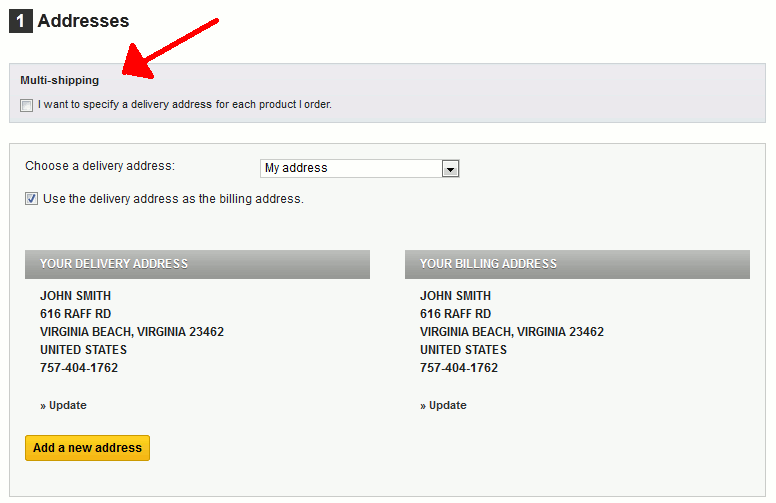 1 Addresses
Multi-shipping
I want to specify a delivery address for each product I order.
Choose a delivery address: My address
Use the delivery address as the billing address.
YOUR DELIVERY ADDRESS
JOHN SMITH
616 RAFF RD
VIRGINIA BEACH, VIRGINIA 23462
UNITED STATES
757-404-1762
» Update
YOUR BILLING ADDRESS
JOHN SMITH
616 RAFF RD
VIRGINIA BEACH, VIRGINIA 23462
UNITED STATES
757-404-1762
» Update
Add a new address